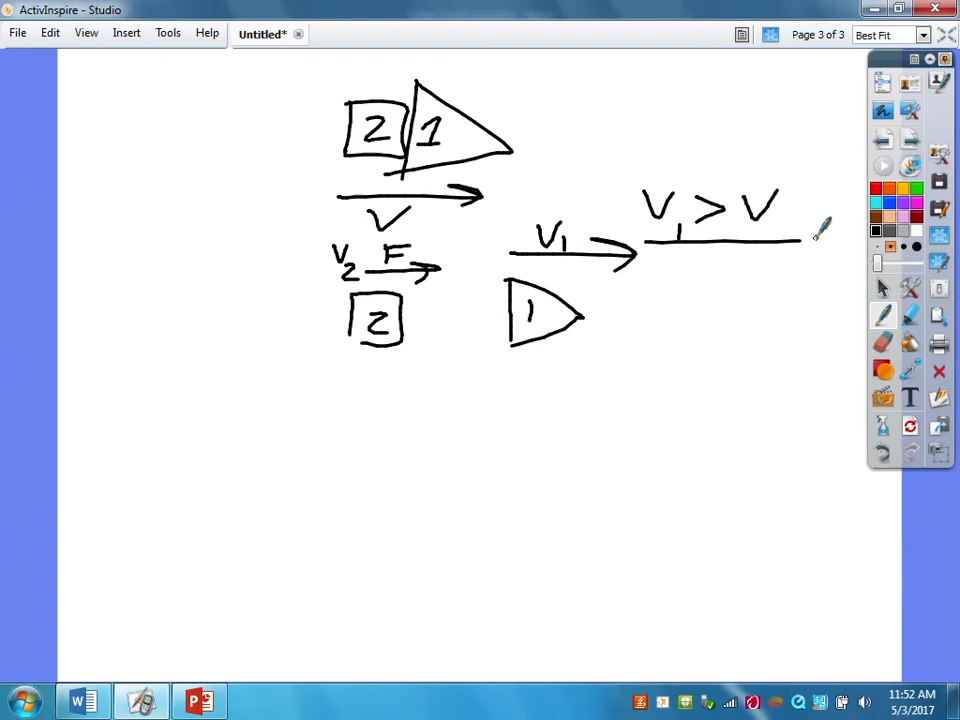 ActivInspire - Studio
File Edit View Insert Tools Help Untitled* Page 3 of 3 Best Fit
2 1
V
V1 > V
V2 F V1
2 1
T
W P
11:52 AM
5/3/2017